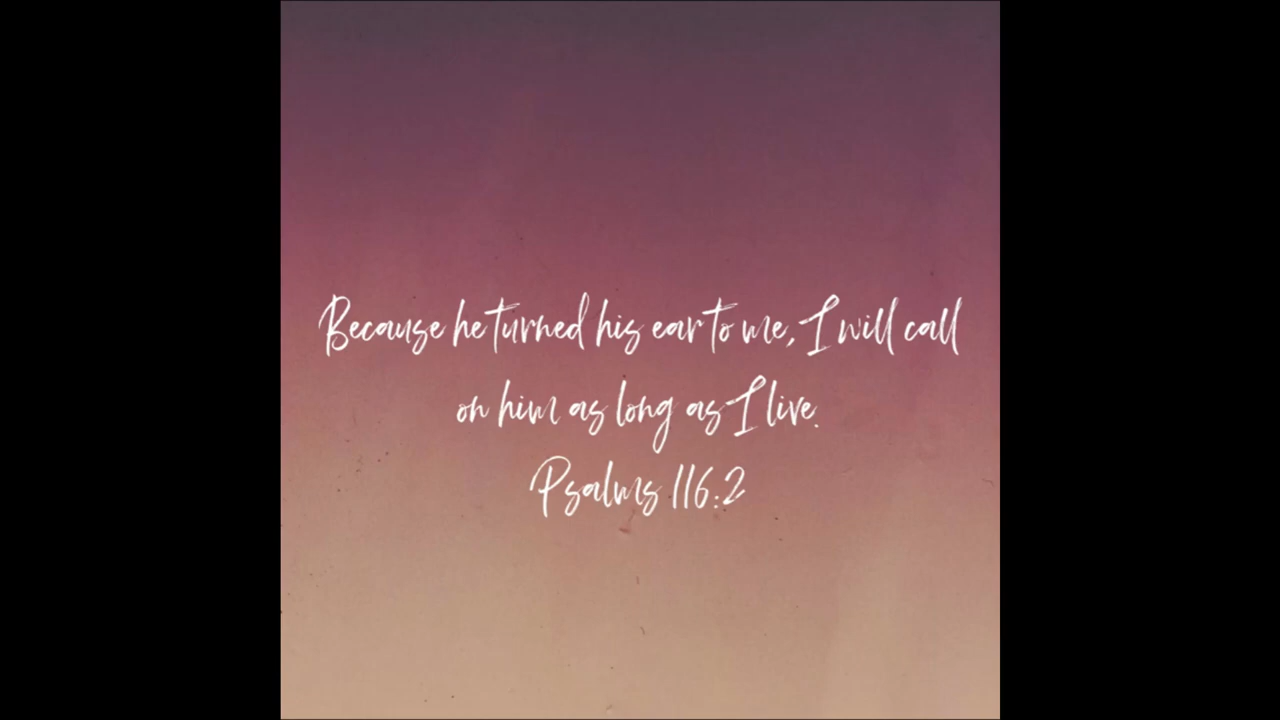 Because he turned his ear to me, I will call
on him as long as I live.
Psalms 116:2